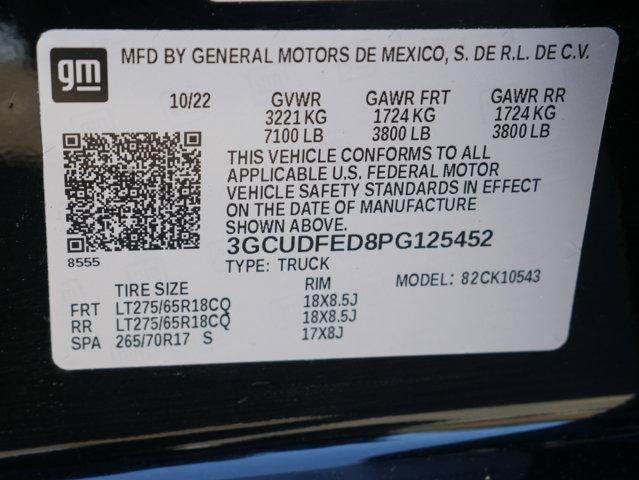 gm
MFD BY GENERAL MOTORS DE MEXICO, S. DE R.L. DE C.V.
10/22 GVWR GAWR FRT GAWR RR
3221 KG 1724 KG 1724 KG
7100 LB 3800 LB 3800 LB
THIS VEHICLE CONFORMS TO ALL
APPLICABLE U.S. FEDERAL MOTOR
VEHICLE SAFETY STANDARDS IN EFFECT
ON THE DATE OF MANUFACTURE
SHOWN ABOVE.
3GCUDFED8PG125452
8555
TYPE: TRUCK MODEL: 82CK10543
TIRE SIZE RIM
FRT LT275/65R18CQ 18X8.5J
RR LT275/65R18CQ 18X8.5J
SPA 265/70R17 S 17X8J